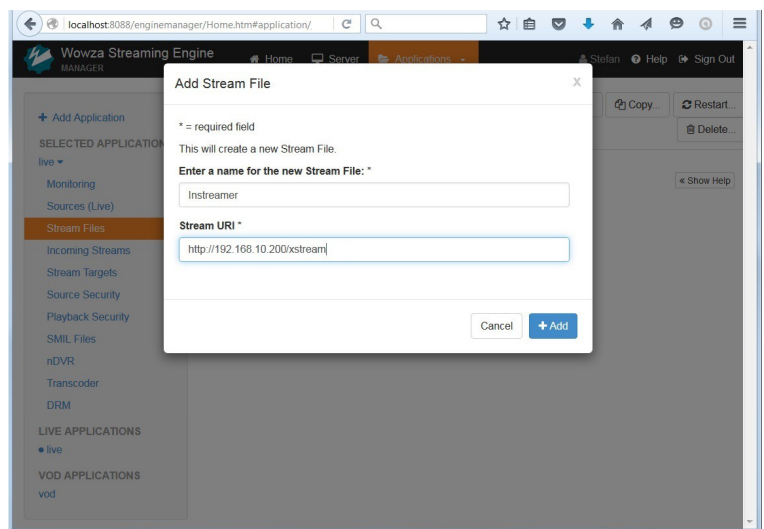 localhost:8088/enginemanager/Home.htm#application/
Wowza Streaming Engine
MANAGER
Home
Server
Applications
Stefan
Help
Sign Out
Add Stream File
X
* = required field
This will create a new Stream File.
Enter a name for the new Stream File: *
Instreamer
Stream URI *
http://192.168.10.200/xstream
Cancel
+ Add
Copy...
Restart...
Delete...
« Show Help
+ Add Application
SELECTED APPLICATION
live
Monitoring
Sources (Live)
Stream Files
Incoming Streams
Stream Targets
Source Security
Playback Security
SMIL Files
nDVR
Transcoder
DRM
LIVE APPLICATIONS
live
VOD APPLICATIONS
vod